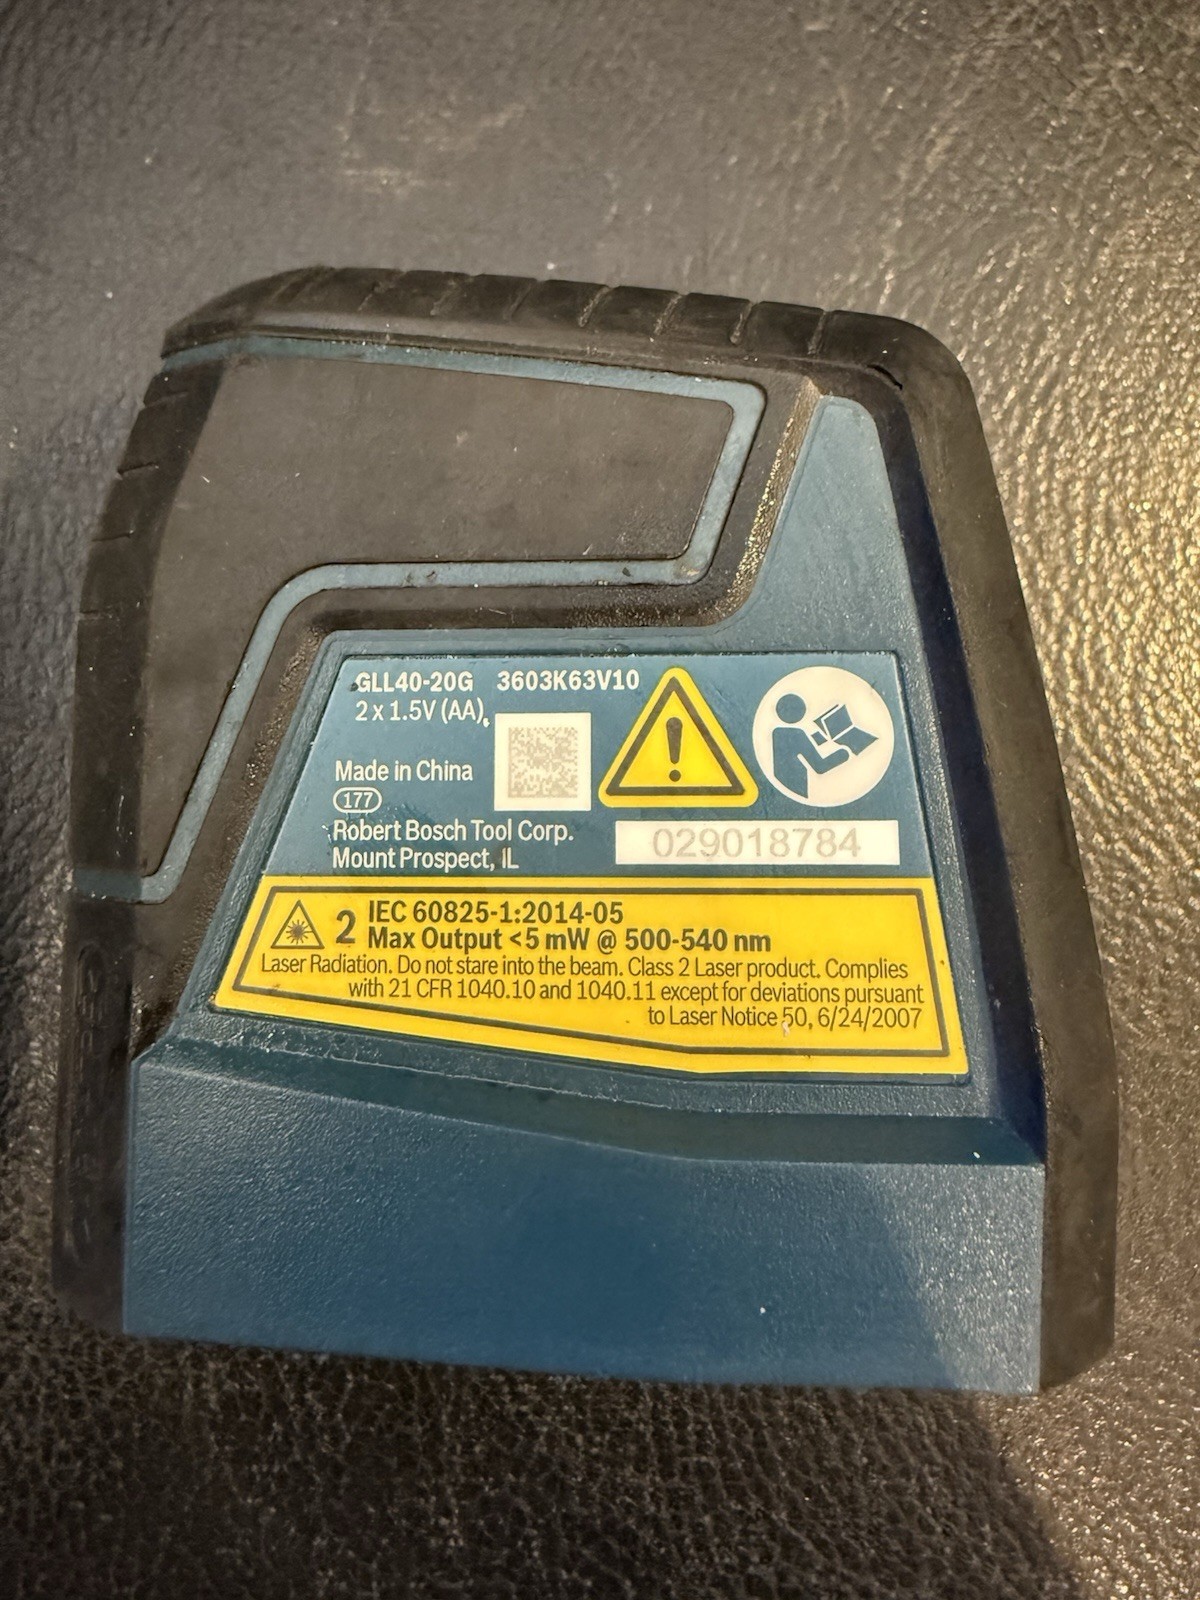 GLL40-20G 3603K63V10
2 x 1.5V (AA)
Made in China
177
Robert Bosch Tool Corp.
Mount Prospect, IL
029018784
2
IEC 60825-1:2014-05
Max Output <5 mW @ 500-540 nm
Laser Radiation. Do not stare into the beam. Class 2 Laser product. Complies
with 21 CFR 1040.10 and 1040.11 except for deviations pursuant
to Laser Notice 50, 6/24/2007